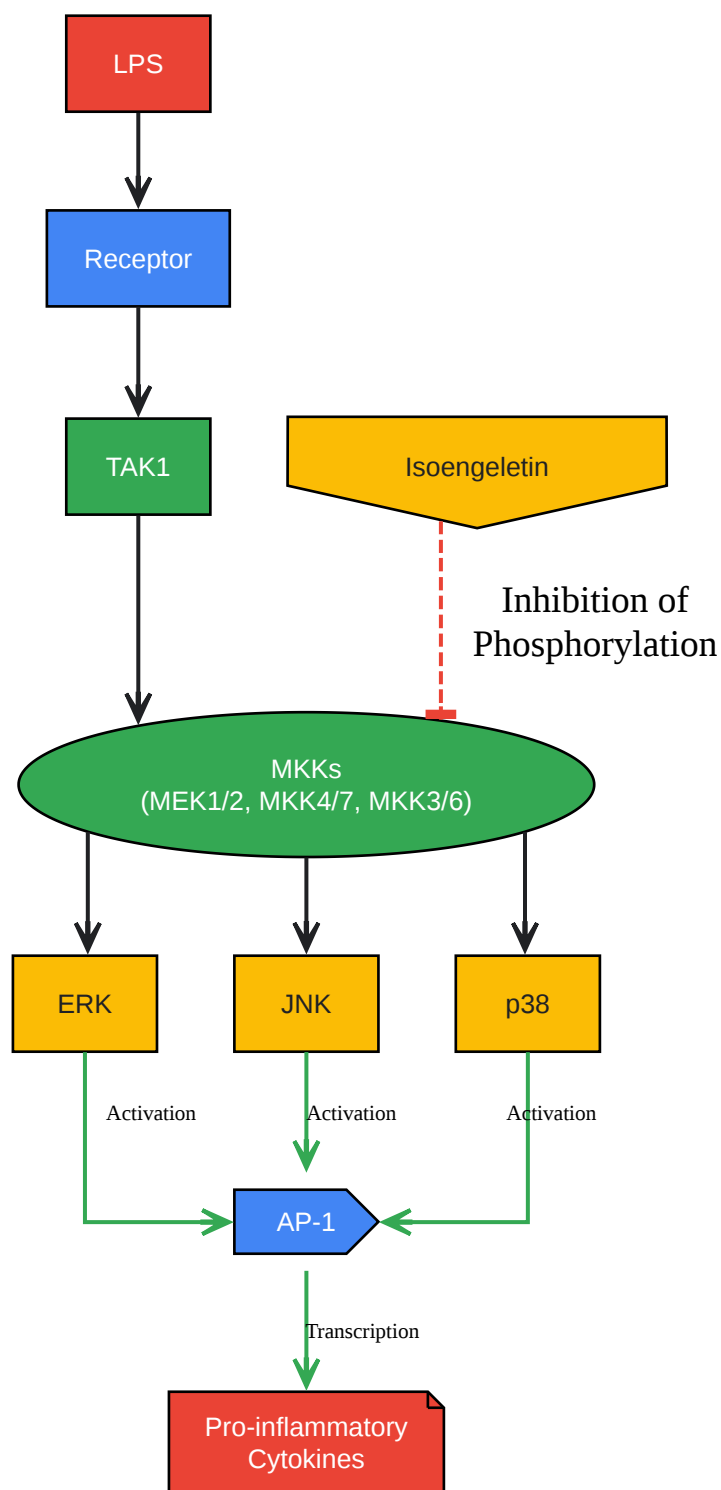 LPS
Receptor
TAK1
Isoengeletin
Inhibition of
Phosphorylation
MKKs
(MEK1/2, MKK4/7, MKK3/6)
ERK
JNK
p38
Activation
Activation
Activation
AP-1
Transcription
Pro-inflammatory
Cytokines